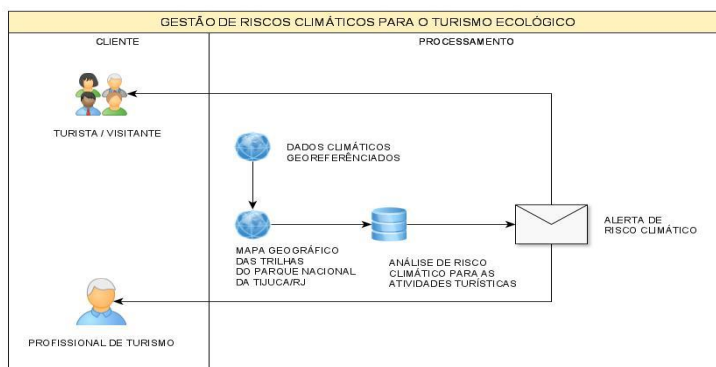 GESTÃO DE RISCOS CLIMÁTICOS PARA O TURISMO ECOLÓGICO
CLIENTE
PROCESSAMENTO
TURISTA / VISITANTE
DADOS CLIMÁTICOS
GEOREFERÊNCIADOS
MAPA GEOGRÁFICO
DAS TRILHAS
DO PARQUE NACIONAL
DA TIJUCA/RJ
ANÁLISE DE RISCO
CLIMÁTICO PARA AS
ATIVIDADES TURÍSTICAS
ALERTA DE
RISCO CLIMÁTICO
PROFISSIONAL DE TURISMO